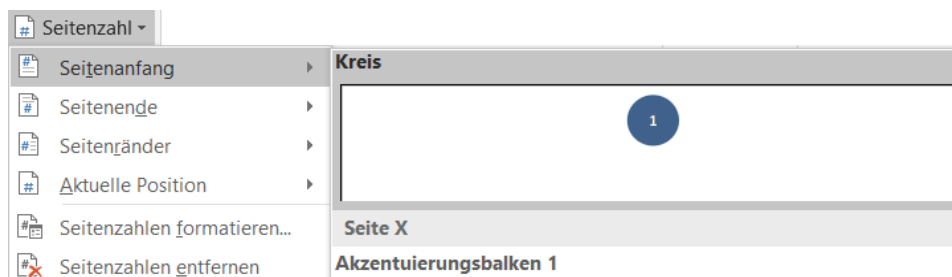 Seitenzahl
Seitenanfang
Seitenende
Seitenränder
Aktuelle Position
Seitenzahlen formatieren...
Seitenzahlen entfernen
Kreis
1
Seite X
Akzentuierungsbalken 1